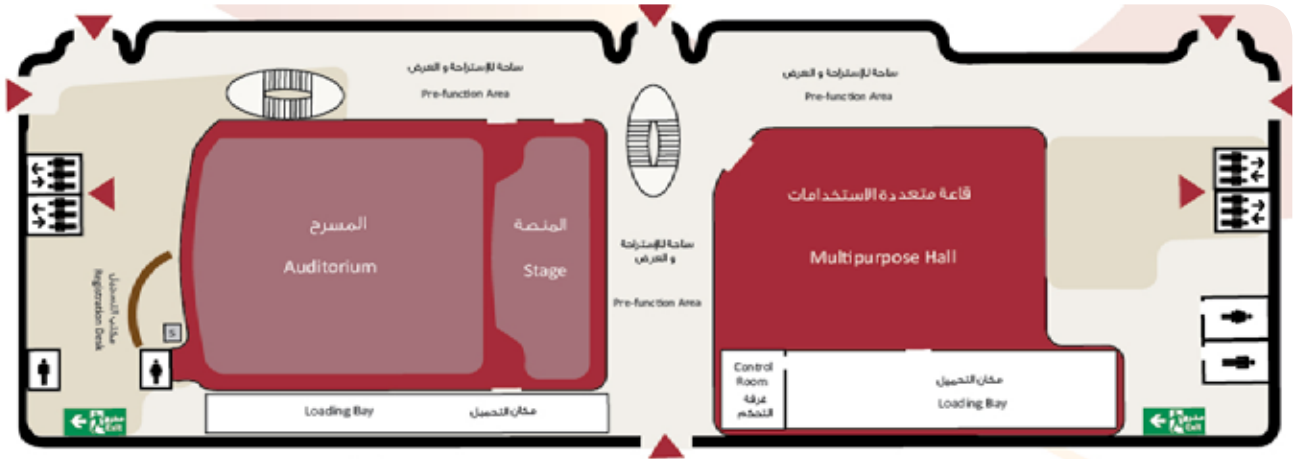 ساحة للإستراحة و العرض
Pre-function Area
ساحة للإستراحة و العرض
Pre-function Area
المسرح
Auditorium
المنصة
Stage
ساحة للإستراحة
و العرض
Pre-function Area
قاعة متعددة الاستخدامات
Multipurpose Hall
مكتب التسجيل
Registration Desk
S
Control
Room
غرفة
التحكم
مكان التحميل
Loading Bay
Loading Bay
مكان التحميل
مخرج
Exit
مخرج
Exit